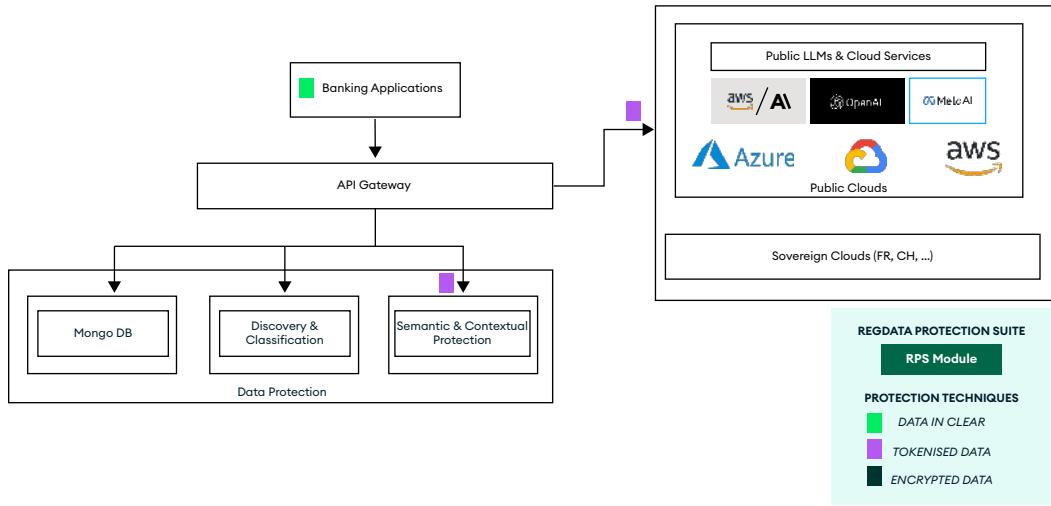 Public LLMs & Cloud Services
aws
AI
OpenAI
Meta AI
Azure
aws
Public Clouds
Sovereign Clouds (FR, CH, ...)
Banking Applications
API Gateway
Mongo DB
Discovery &
Classification
Semantic & Contextual
Protection
Data Protection
REGDATA PROTECTION SUITE
RPS Module
PROTECTION TECHNIQUES
DATA IN CLEAR
TOKENISED DATA
ENCRYPTED DATA